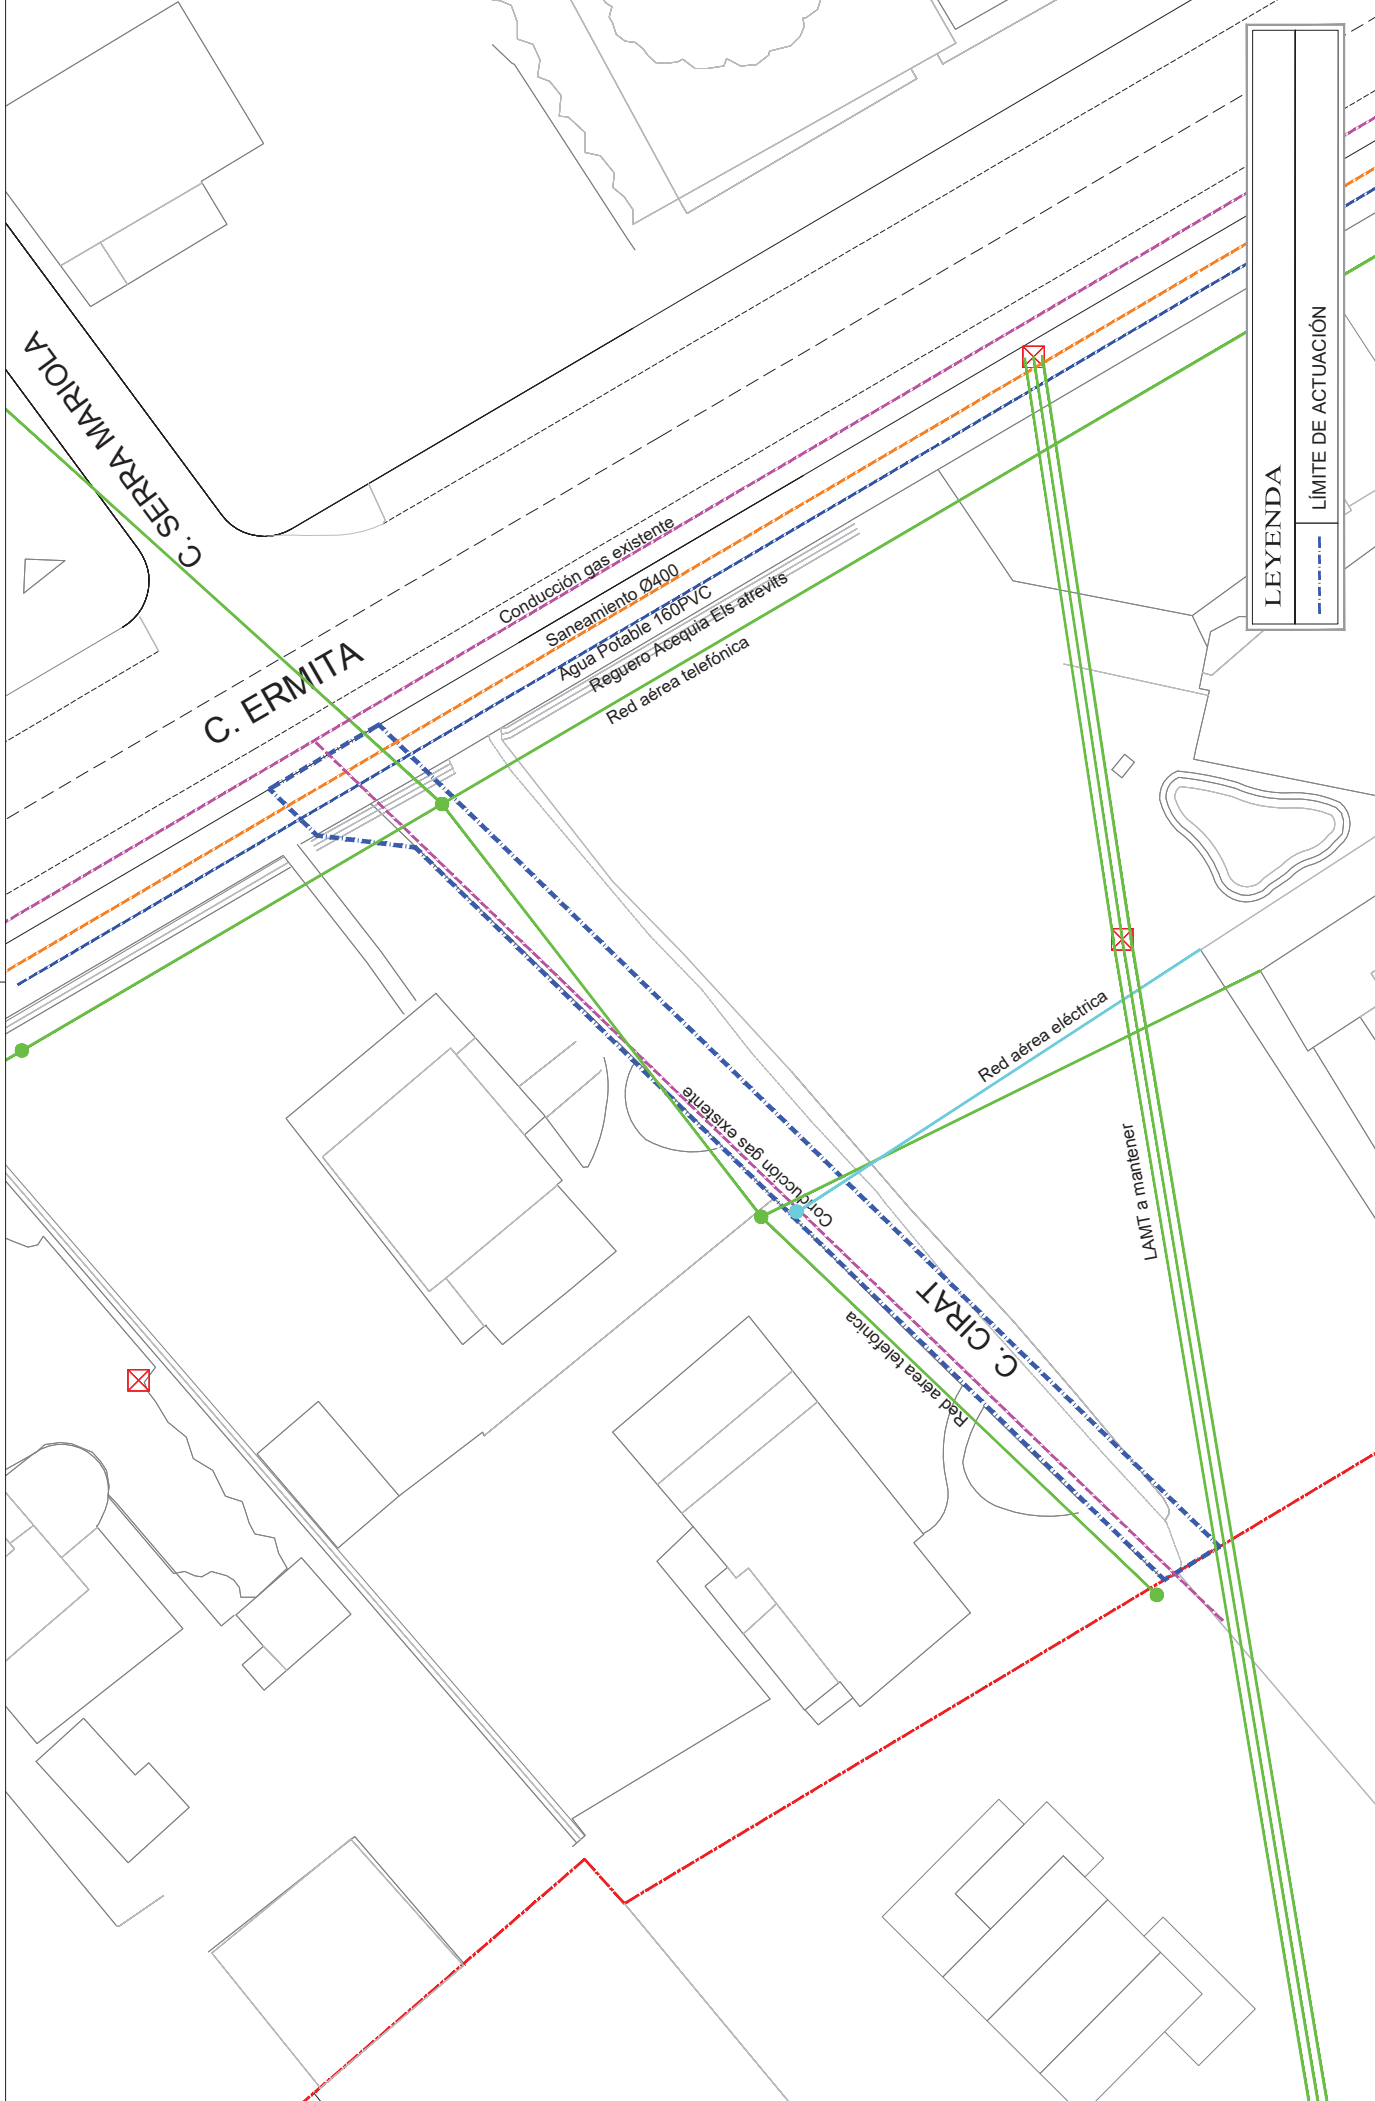 C. SERRA MARIOLA
C. ERMITA
Conducción gas existente
Saneamiento Ø400
Agua Potable 160PVC
Reguero Acequia Els atrevits
Red aérea telefónica
LEYENDA
LÍMITE DE ACTUACIÓN
Red aérea eléctrica
Conducción gas existente
LAMT a mantener
C. CIRAT
Red aérea telefónica